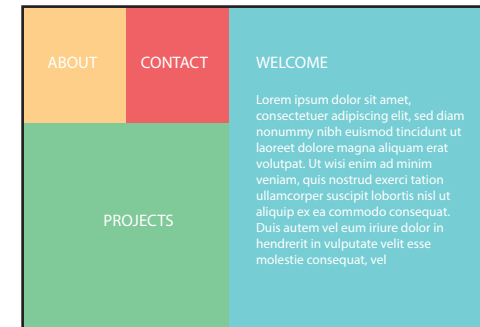 ABOUT
CONTACT
PROJECTS
WELCOME
Lorem ipsum dolor sit amet,
consectetuer adipiscing elit, sed diam
nonummy nibh euismod tincidunt ut
laoreet dolore magna aliquam erat
volutpat. Ut wisi enim ad minim
veniam, quis nostrud exerci tation
ullamcorper suscipit lobortis nisl ut
aliquip ex ea commodo consequat.
Duis autem vel eum iriure dolor in
hendrerit in vulputate velit esse
molestie consequat, vel